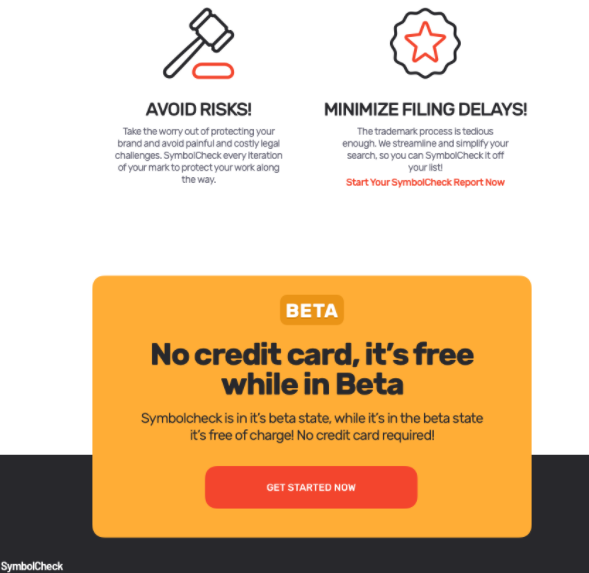 AVOID RISKS!
Take the worry out of protecting your
brand and avoid painful and costly legal
challenges. SymbolCheck every iteration
of your mark to protect your work along
the way.
MINIMIZE FILING DELAYS!
The trademark process is tedious
enough. We streamline and simplify your
search, so you can SymbolCheck it off
your list!
Start Your SymbolCheck Report Now
BETA
No credit card, it's free
while in Beta
Symbolcheck is in it's beta state, while it's in the beta state
it's free of charge! No credit card required!
GET STARTED NOW
SymbolCheck